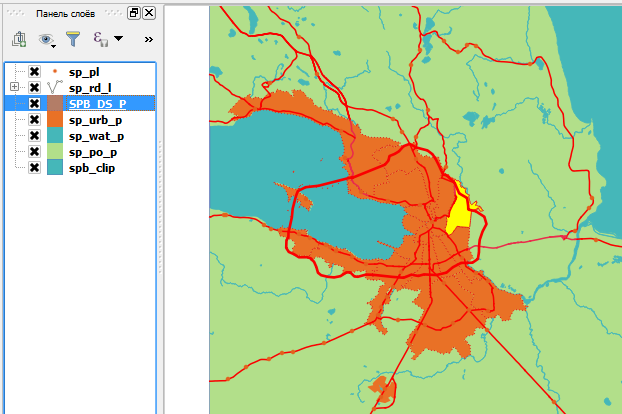 Панель слоёв
ε
»
sp_pl
sp_rd_l
SPB_DS_P
sp_urb_p
sp_wat_p
sp_po_p
spb_clip